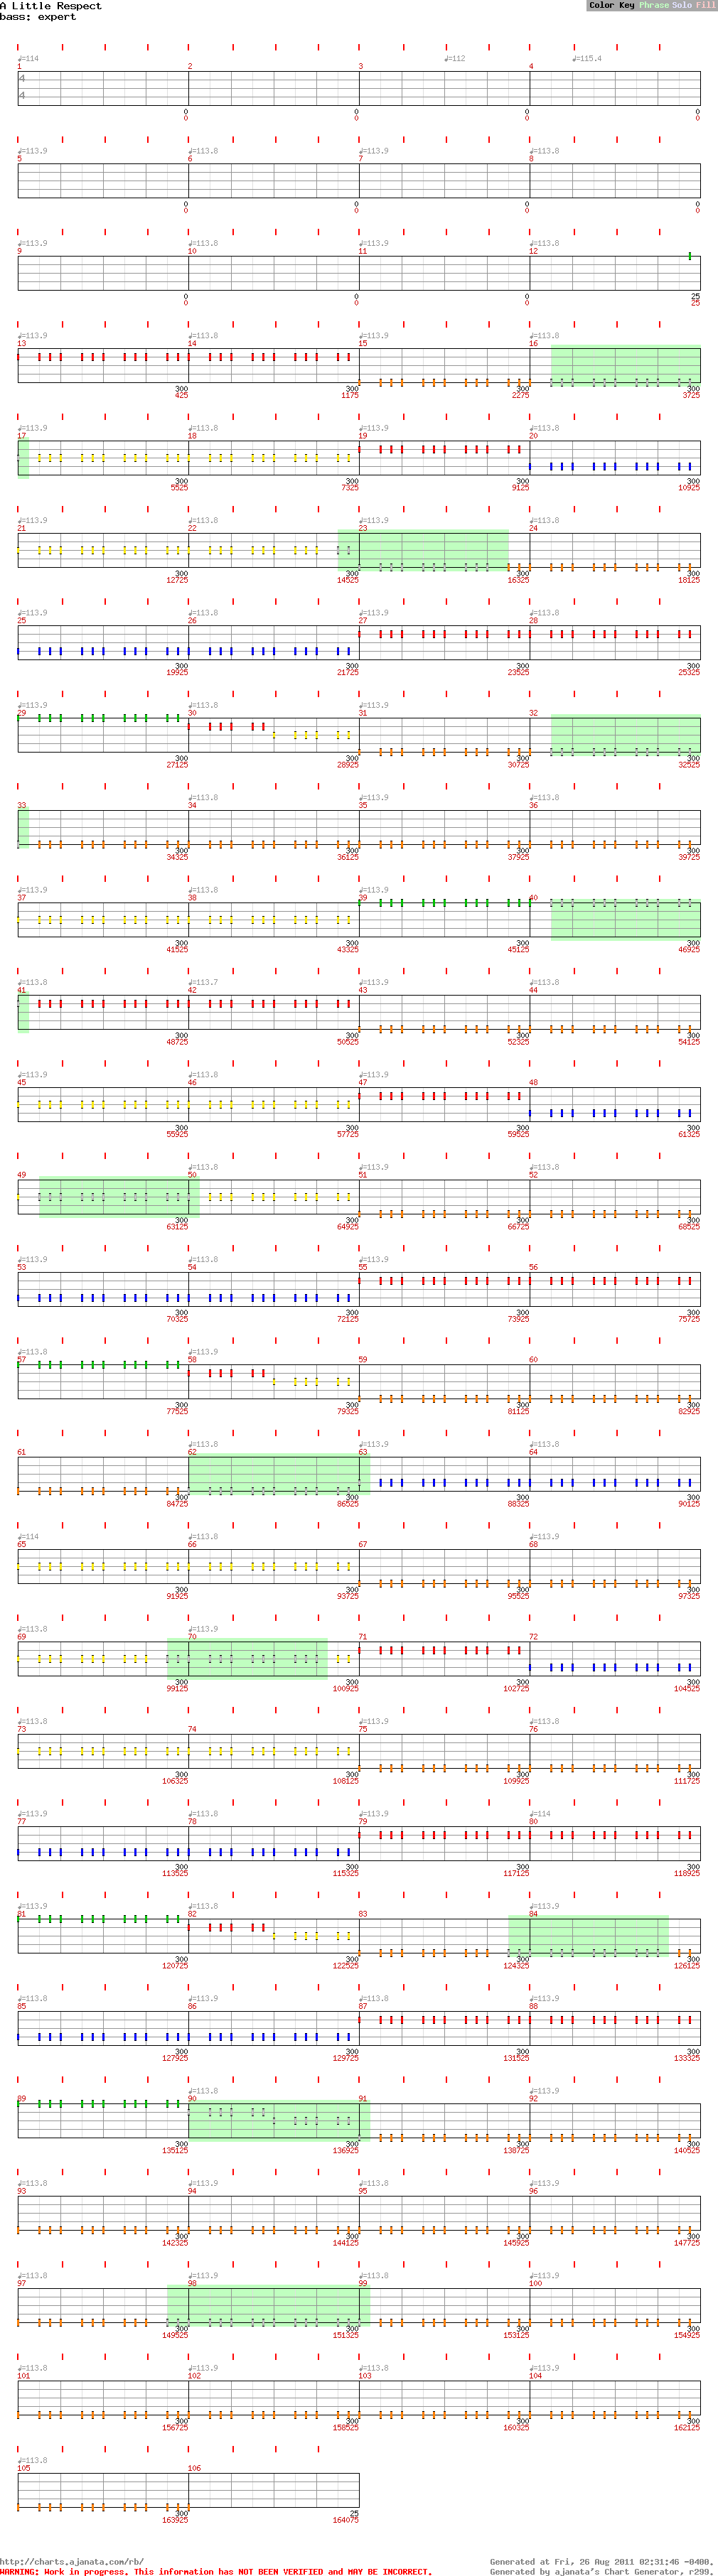 A Little Respect
bass: expert
Color Key Phrase Solo Fill
♩=114 ♩=112 ♩=115.4
1 2 3 4
4
4
0 0 0 0
0 0 0 0
♩=113.9 ♩=113.8 ♩=113.9 ♩=113.8
5 6 7 8
0 0 0 0
0 0 0 0
♩=113.9 ♩=113.8 ♩=113.9 ♩=113.8
9 10 11 12
0 0 0 25
0 0 0 25
♩=113.9 ♩=113.8 ♩=113.9 ♩=113.8
13 14 15 16
300 300 300 300
425 1175 2275 3725
♩=113.9 ♩=113.8 ♩=113.9 ♩=113.8
17 18 19 20
300 300 300 300
5525 7325 9125 10925
♩=113.9 ♩=113.8 ♩=113.9 ♩=113.8
21 22 23 24
300 300 300 300
12725 14525 16325 18125
♩=113.9 ♩=113.8 ♩=113.9 ♩=113.8
25 26 27 28
300 300 300 300
19925 21725 23525 25325
♩=113.9 ♩=113.8 ♩=113.9 ♩=113.8
29 30 31 32
300 300 300 300
27125 28925 30725 32525
♩=113.9 ♩=113.8 ♩=113.9 ♩=113.8
33 34 35 36
300 300 300 300
34325 36125 37925 39725
♩=113.9 ♩=113.8 ♩=113.9 ♩=113.8
37 38 39 40
300 300 300 300
41525 43325 45125 46925
♩=113.8 ♩=113.7 ♩=113.9 ♩=113.8
41 42 43 44
300 300 300 300
48725 50525 52325 54125
♩=113.9 ♩=113.8 ♩=113.9 ♩=113.8
45 46 47 48
300 300 300 300
55925 57725 59525 61325
♩=113.9 ♩=113.8 ♩=113.9 ♩=113.8
49 50 51 52
300 300 300 300
63125 64925 66725 68525
♩=113.9 ♩=113.8 ♩=113.9 ♩=113.8
53 54 55 56
300 300 300 300
70325 72125 73925 75725
♩=113.8 ♩=113.9
57 58 59 60
300 300 300 300
77525 79325 81125 82925
♩=113.8 ♩=113.9 ♩=113.8
61 62 63 64
300 300 300 300
84725 86525 88325 90125
♩=114 ♩=113.8 ♩=113.9
65 66 67 68
300 300 300 300
91925 93725 95525 97325
♩=113.8 ♩=113.9 ♩=113.8
69 70 71 72
300 300 300 300
99125 100925 102725 104525
♩=113.8 ♩=113.9 ♩=113.8
73 74 75 76
300 300 300 300
106325 108125 109925 111725
♩=113.9 ♩=113.8 ♩=113.9 ♩=114
77 78 79 80
300 300 300 300
113525 115325 117125 118925
♩=113.9 ♩=113.8 ♩=113.9
81 82 83 84
300 300 300 300
120725 122525 124325 126125
♩=113.8 ♩=113.9 ♩=113.8 ♩=113.9
85 86 87 88
300 300 300 300
127925 129725 131525 133325
♩=113.8 ♩=113.9
89 90 91 92
300 300 300 300
135125 136925 138725 140525
♩=113.8 ♩=113.9 ♩=113.8 ♩=113.9
93 94 95 96
300 300 300 300
142325 144125 145925 147725
♩=113.8 ♩=113.9 ♩=113.8 ♩=113.9
97 98 99 100
300 300 300 300
149525 151325 153125 154925
♩=113.8 ♩=113.9 ♩=113.8 ♩=113.9
101 102 103 104
300 300 300 300
156725 158525 160325 162125
♩=113.8
105 106
300 25
163925 164075
http://charts.ajanata.com/rb/
Generated at Fri, 26 Aug 2011 02:31:46 -0400.
WARNING: Work in progress. This information has NOT BEEN VERIFIED and MAY BE INCORRECT.
Generated by ajanata's Chart Generator, r299.